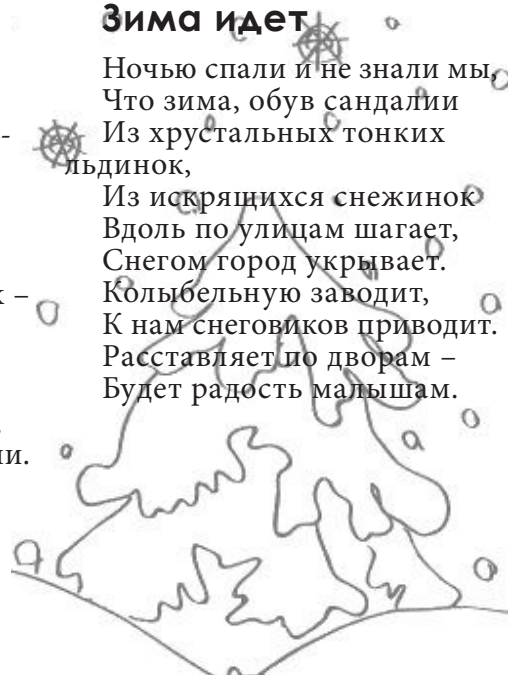 Зима идет
Ночью спали и не знали мы,
Что зима, обув сандалии
Из хрустальных тонких
льдинок,
Из искрящихся снежинок
Вдоль по улицам шагает,
Снегом город укрывает.
Колыбельную заводит,
К нам снеговиков приводит.
Расставляет по дворам –
Будет радость малышам.